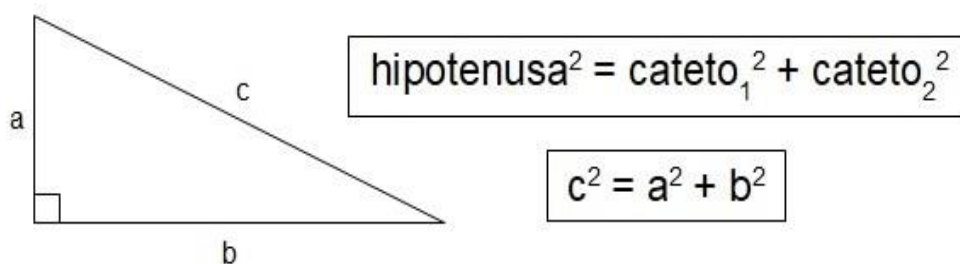 a
c
b
hipotenusa² = cateto₁² + cateto₂²
c² = a² + b²